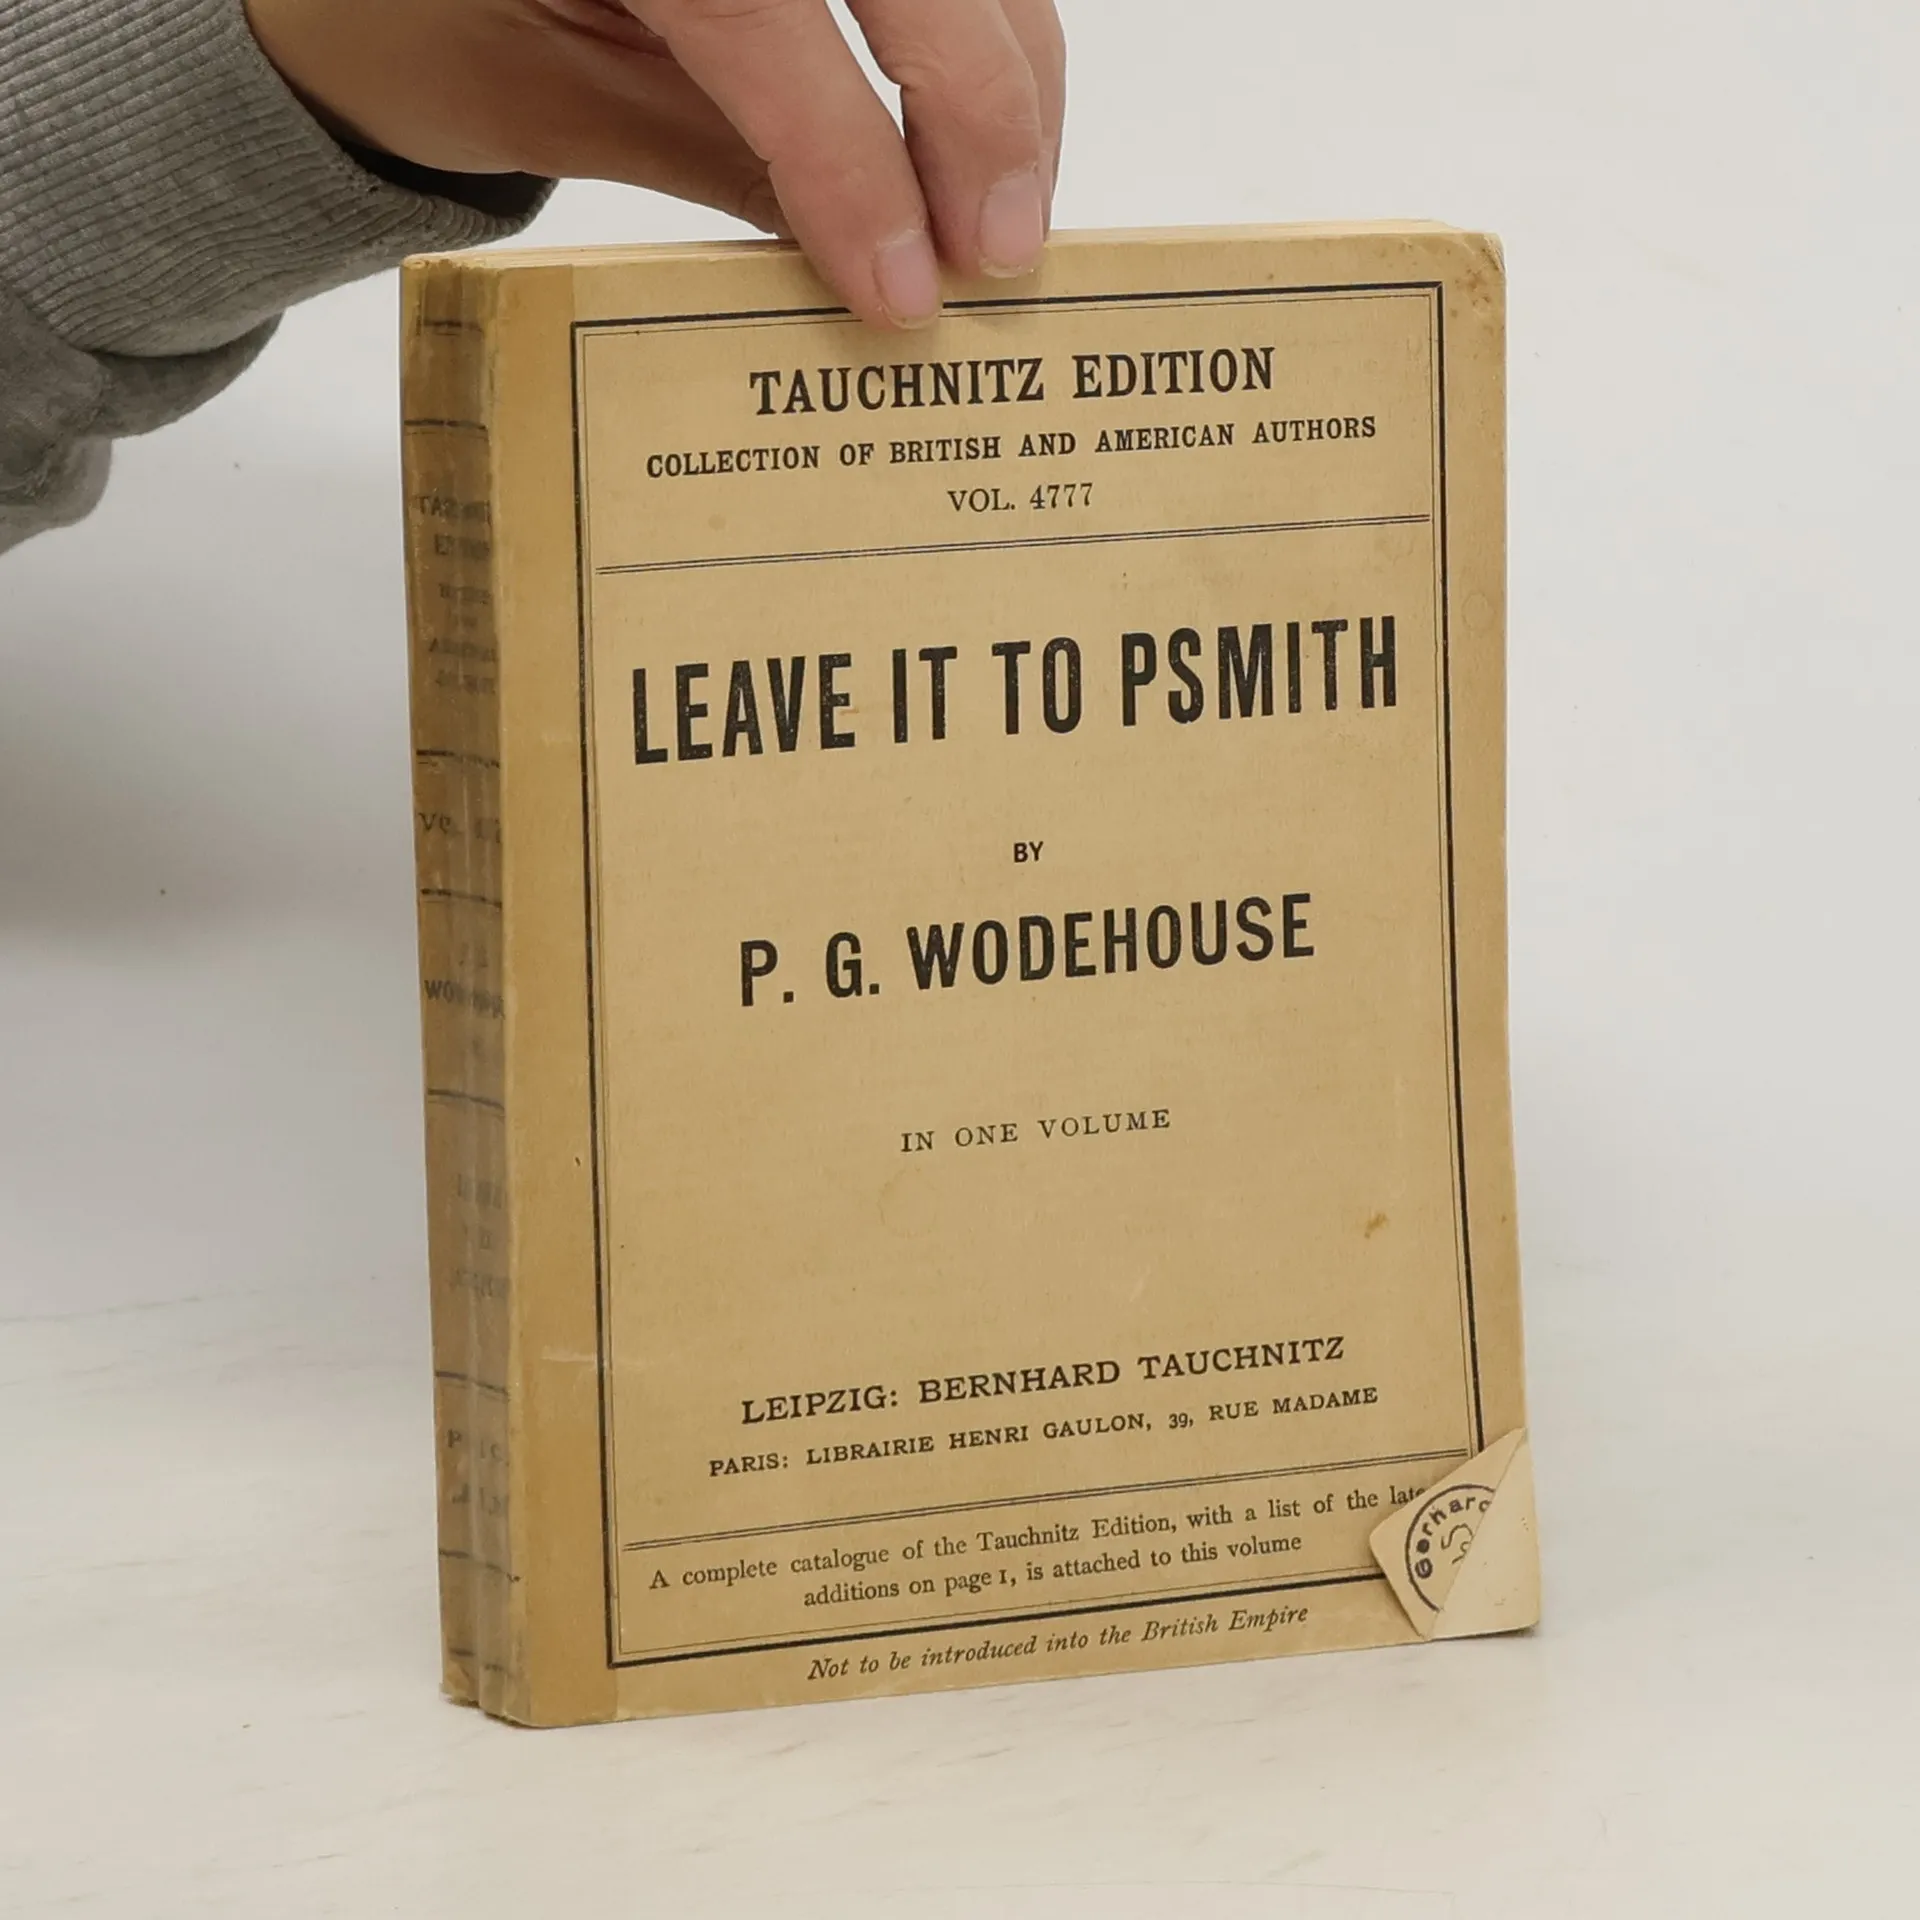 TAUCHNITZ EDITION
COLLECTION OF BRITISH AND AMERICAN AUTHORS
VOL. 4777
LEAVE IT TO PSMITH
BY
P. G. WODEHOUSE
IN ONE VOLUME
LEIPZIG: BERNHARD TAUCHNITZ
PARIS: LIBRAIRIE HENRI GAULON, 39, RUE MADAME
A complete catalogue of the Tauchnitz Edition, with a list of the
additions on page 1, is attached to this volume
Not to be introduced into the British Empire